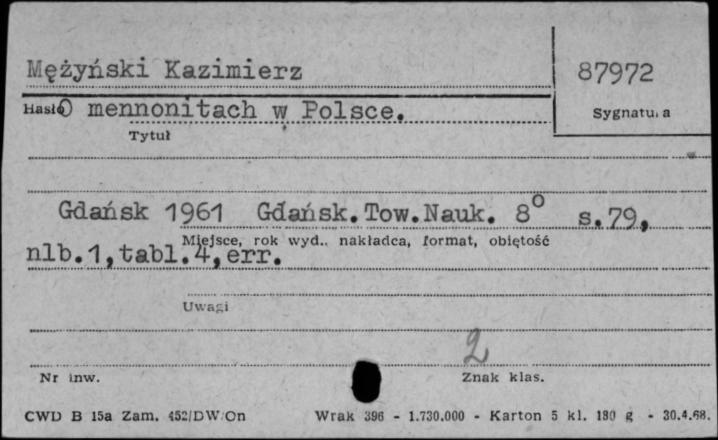 Mężyński Kazimierz
87972
Hasło O mennonitach w Polsce.
Sygnatura
Tytuł
Gdańsk 1961 Gdańsk.Tow.Nauk. 8° s.79,
Miejsce, rok wyd., nakładca, format, objętość
nlb.1,tabl.4,err.
Uwagi
2
Nr inw.
Znak klas.
CWD B 15a Zam. 452/DW/On Wrak 396 - 1.730.000 - Karton 5 kl. 180 g - 30.4.68.